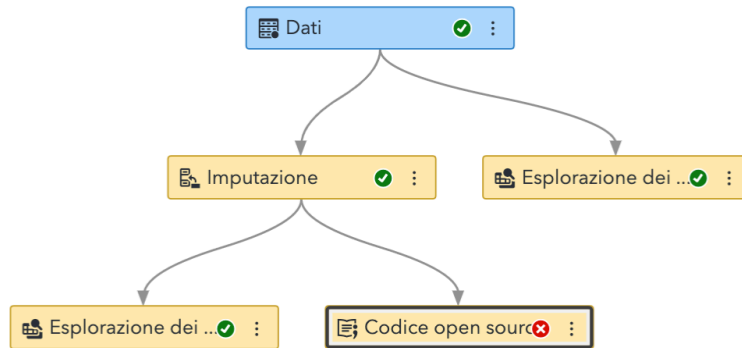 Dati
Imputazione
Esplorazione dei ...
Esplorazione dei ...
Codice open sourc